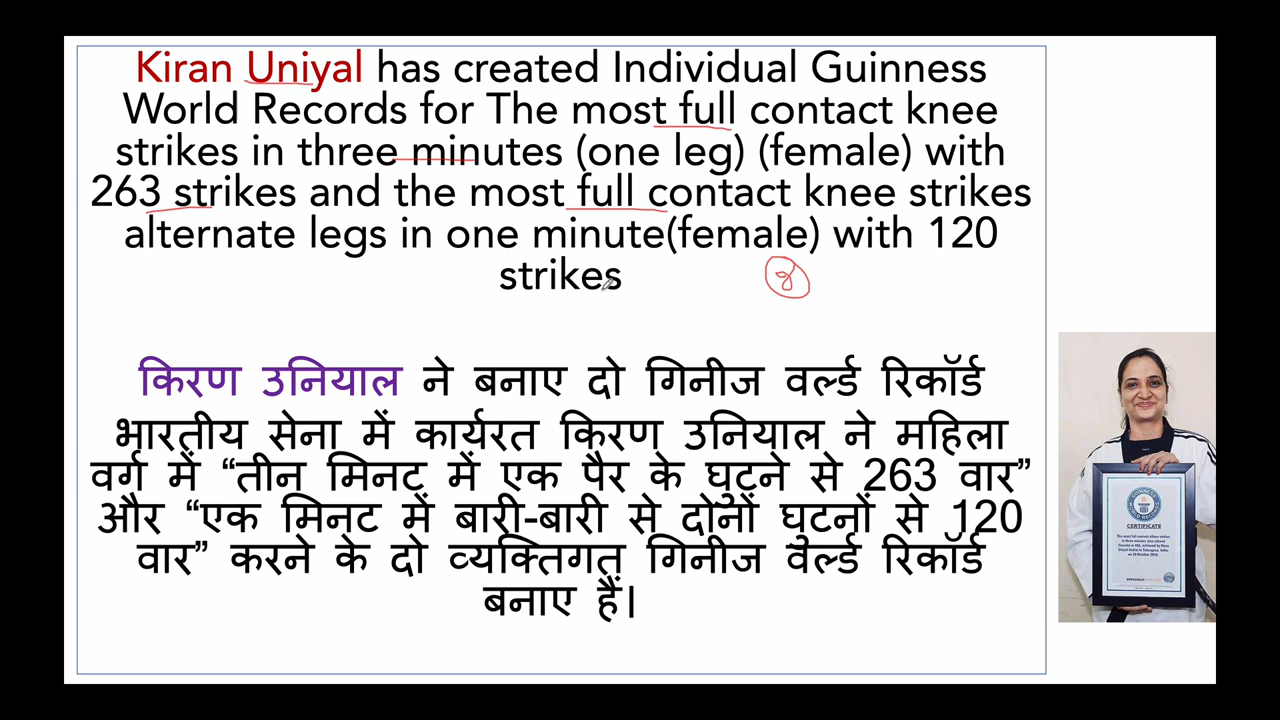 Kiran Uniyal has created Individual Guinness
World Records for The most full contact knee
strikes in three minutes (one leg) (female) with
263 strikes and the most full contact knee strikes
alternate legs in one minute(female) with 120
strikes
8
किरण उनियाल ने बनाए दो गिनीज वर्ल्ड रिकॉर्ड
भारतीय सेना में कार्यरत किरण उनियाल ने महिला
वर्ग में “तीन मिनट में एक पैर के घुटने से 263 वार”
और “एक मिनट में बारी-बारी से दोनों घुटनों से 120
वार” करने के दो व्यक्तिगत गिनीज वर्ल्ड रिकॉर्ड
बनाए हैं।
CERTIFICATE